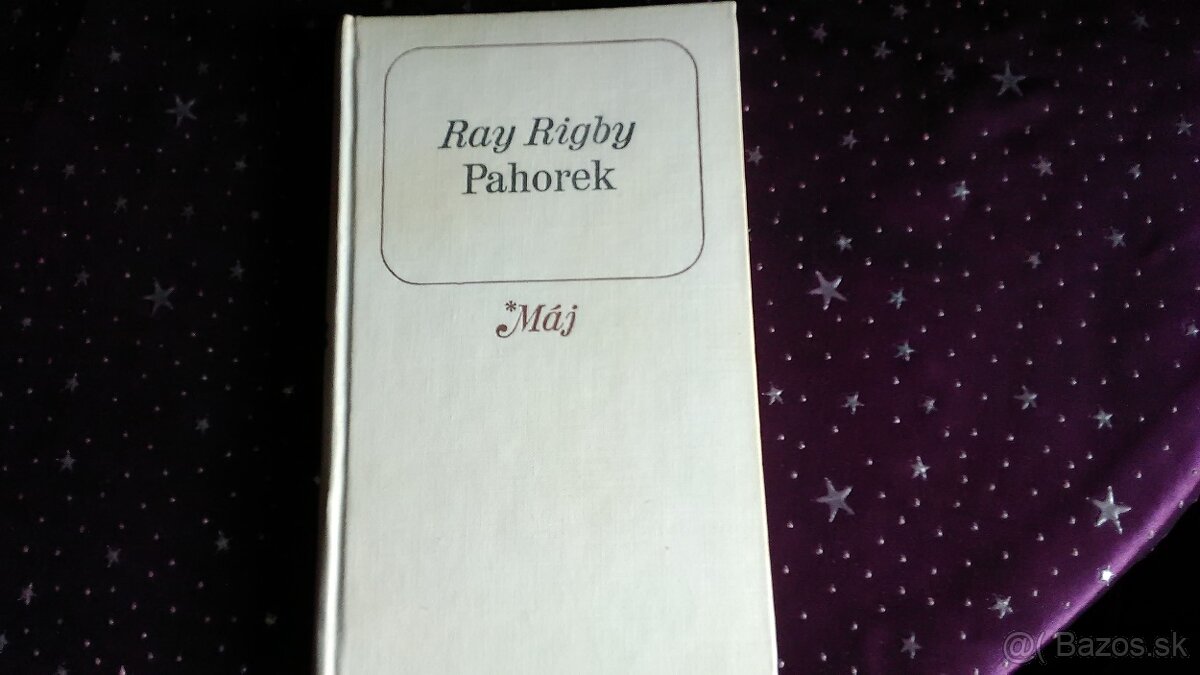 Ray Rigby
Pahorek
*Máj
@( Bazos.sk